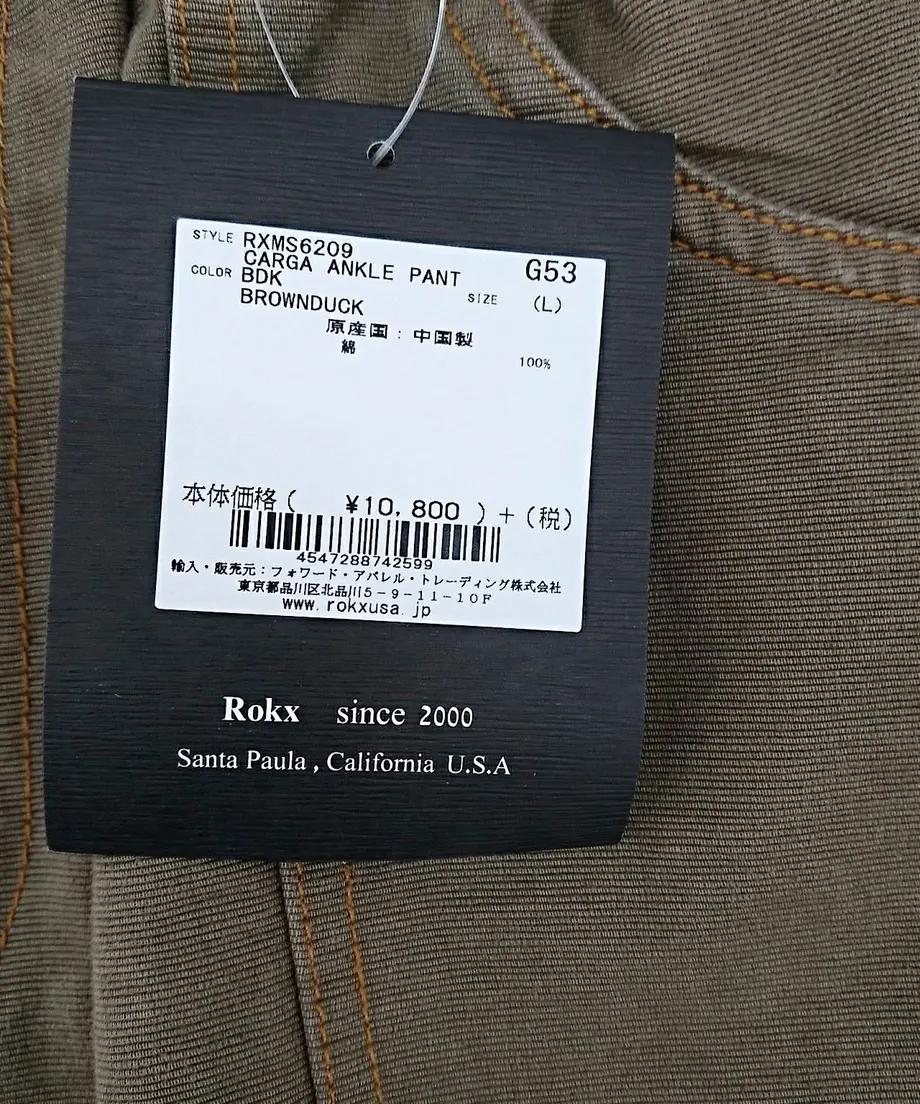 STYLE RXMS6209 G53
CARGA ANKLE PANT
COLOR BDK SIZE (L)
BROWNDUCK
原産国：中国製
綿 100%
本体価格( ¥10,800 )+(税)
4547288742599
輸入・販売元：フォワード・アパレル・トレーディング株式会社
東京都品川区北品川5-9-11-10F
www.rokxusa.jp
Rokx since 2000
Santa Paula , California U.S.A